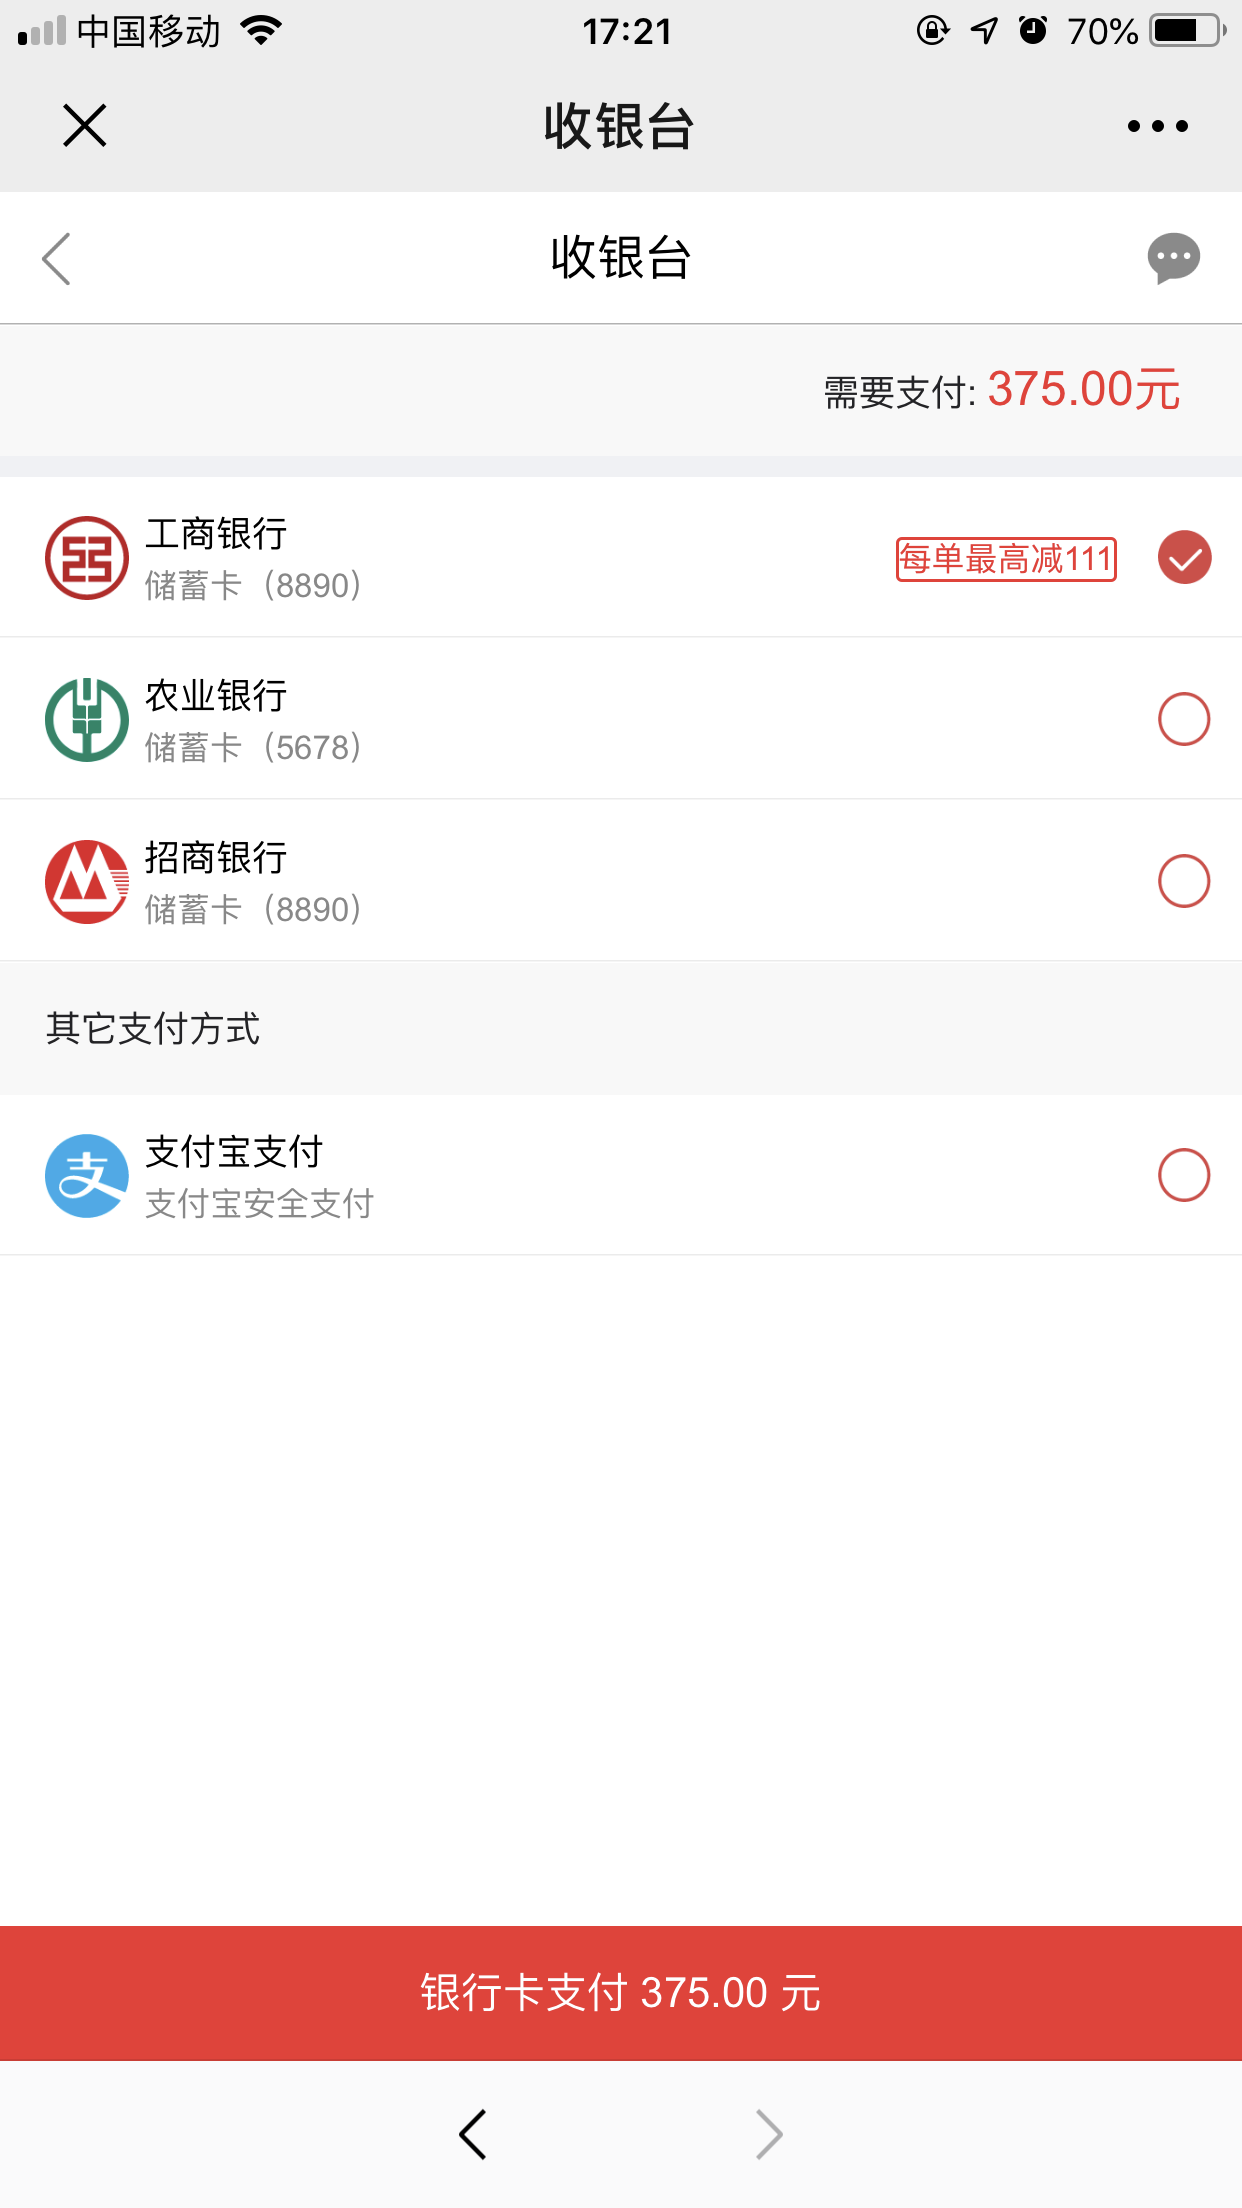 中国移动 17:21 70%
收银台
收银台
需要支付: 375.00元
工商银行
储蓄卡（8890）
每单最高减111
农业银行
储蓄卡（5678）
招商银行
储蓄卡（8890）
其它支付方式
支付宝支付
支付宝安全支付
银行卡支付 375.00 元